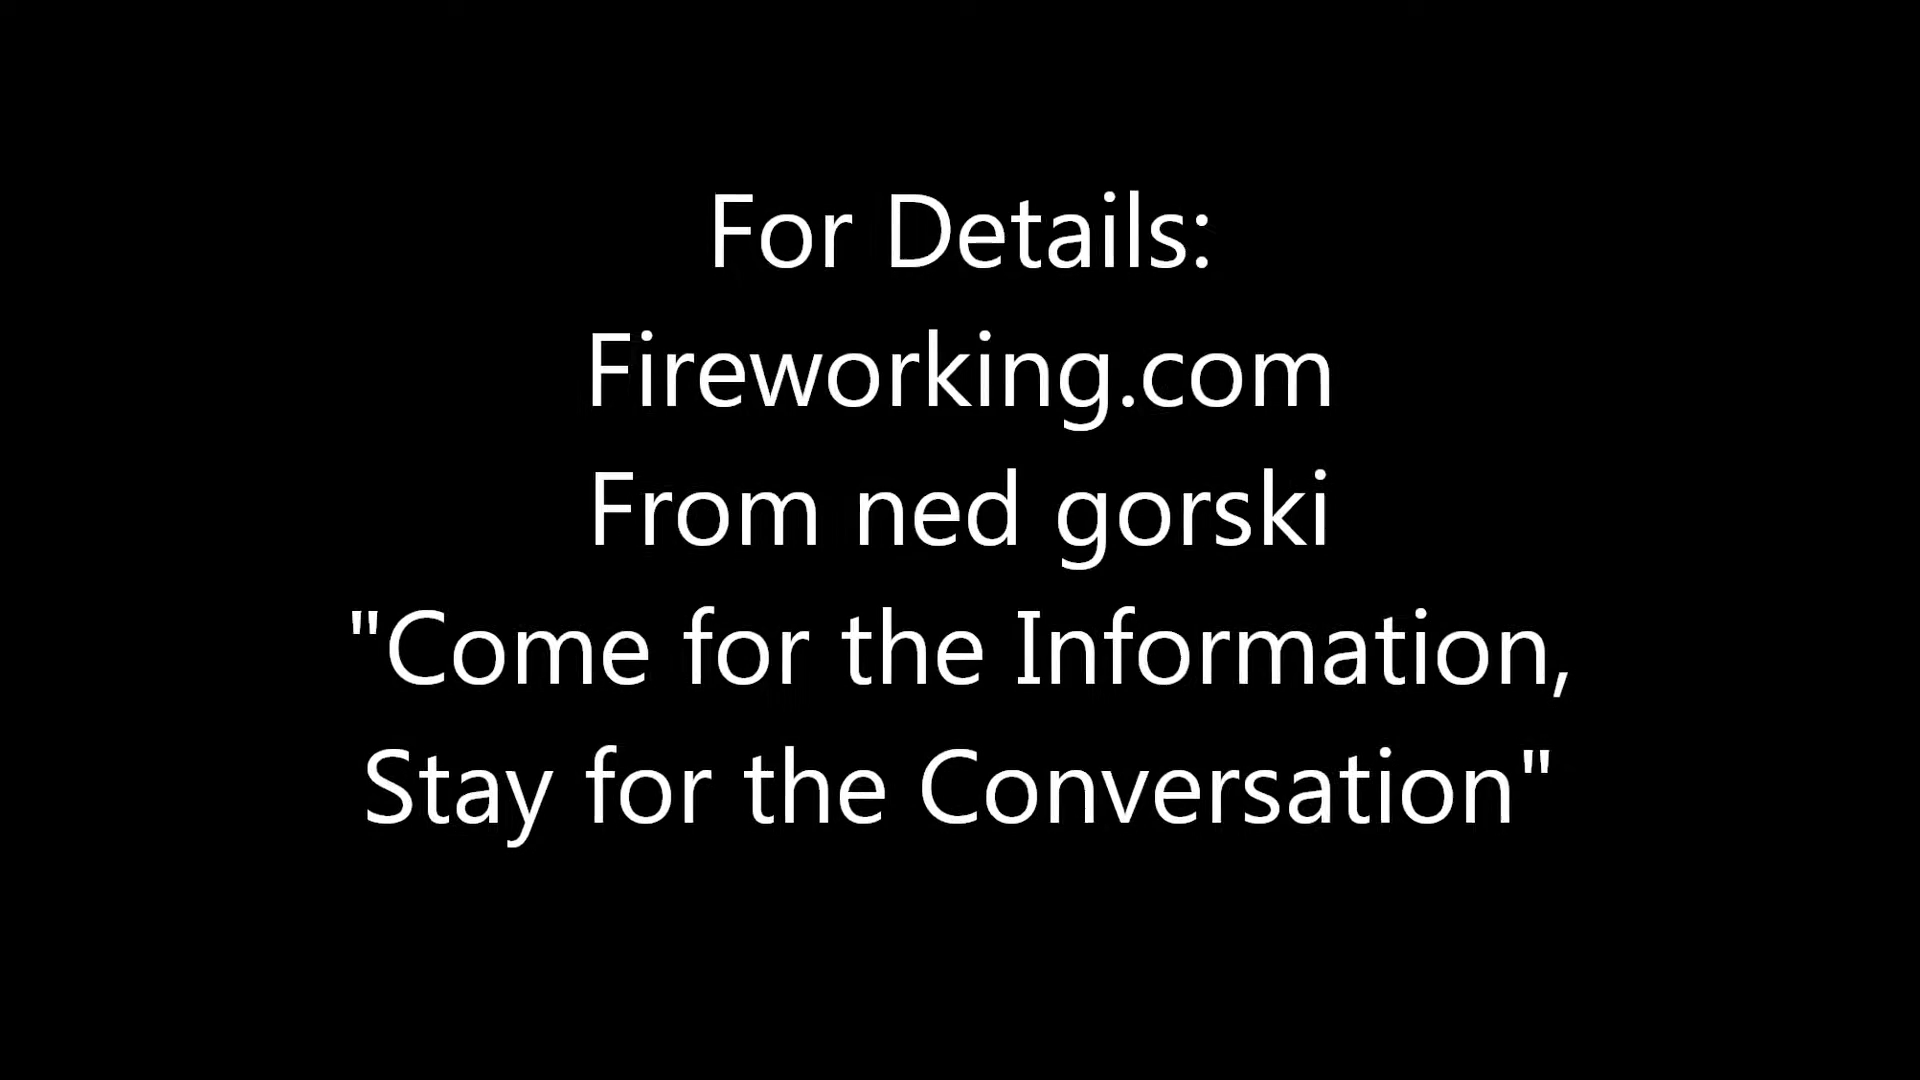 For Details:
Fireworking.com
From ned gorski
"Come for the Information,
Stay for the Conversation"